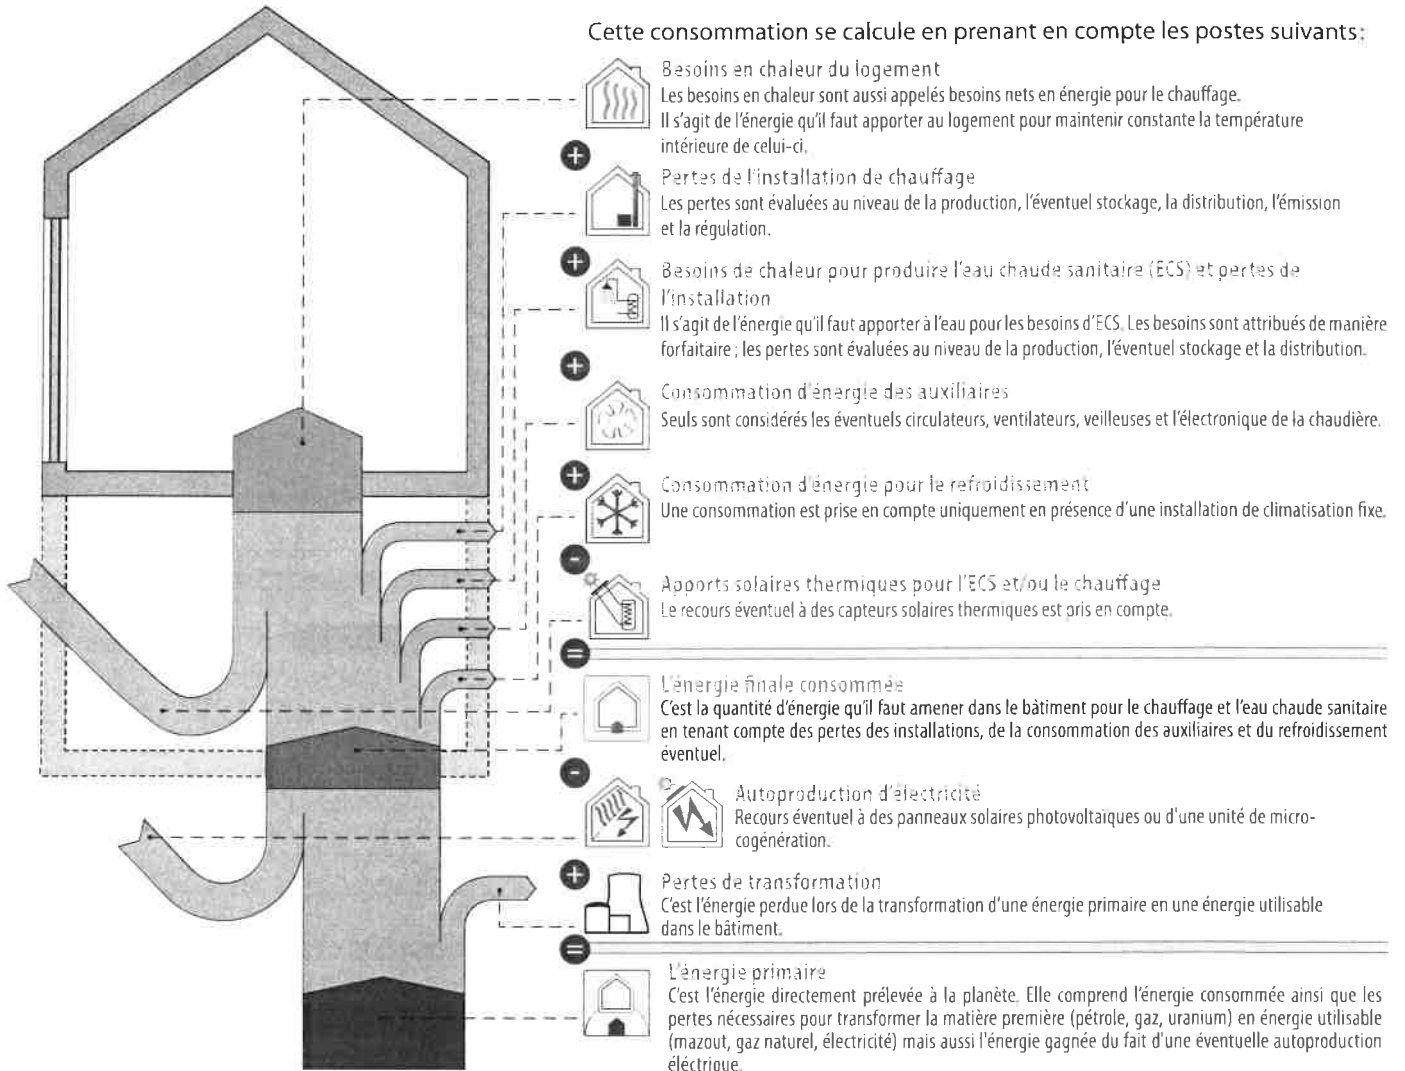 Cette consommation se calcule en prenant en compte les postes suivants:
Besoins en chaleur du logement
Les besoins en chaleur sont aussi appelés besoins nets en énergie pour le chauffage.
Il s'agit de l'énergie qu'il faut apporter au logement pour maintenir constante la température
intérieure de celui-ci.
+
Pertes de l'installation de chauffage
Les pertes sont évaluées au niveau de la production, l'éventuel stockage, la distribution, l'émission
et la régulation.
+
Besoins de chaleur pour produire l'eau chaude sanitaire (ECS) et pertes de
l'installation
Il s'agit de l'énergie qu'il faut apporter à l'eau pour les besoins d'ECS. Les besoins sont attribués de manière
forfaitaire ; les pertes sont évaluées au niveau de la production, l'éventuel stockage et la distribution.
+
Consommation d'énergie des auxiliaires
Seuls sont considérés les éventuels circulateurs, ventilateurs, veilleuses et l'électronique de la chaudière.
+
Consommation d'énergie pour le refroidissement
Une consommation est prise en compte uniquement en présence d'une installation de climatisation fixe.
-
Apports solaires thermiques pour l'ECS et/ou le chauffage
Le recours éventuel à des capteurs solaires thermiques est pris en compte.
=
L'énergie finale consommée
C'est la quantité d'énergie qu'il faut amener dans le bâtiment pour le chauffage et l'eau chaude sanitaire
en tenant compte des pertes des installations, de la consommation des auxiliaires et du refroidissement
éventuel.
-
Autoproduction d'électricité
Recours éventuel à des panneaux solaires photovoltaïques ou d'une unité de micro-
cogénération.
+
Pertes de transformation
C'est l'énergie perdue lors de la transformation d'une énergie primaire en une énergie utilisable
dans le bâtiment.
=
L'énergie primaire
C'est l'énergie directement prélevée à la planète. Elle comprend l'énergie consommée ainsi que les
pertes nécessaires pour transformer la matière première (pétrole, gaz, uranium) en énergie utilisable
(mazout, gaz naturel, électricité) mais aussi l'énergie gagnée du fait d'une éventuelle autoproduction
éléctrique.